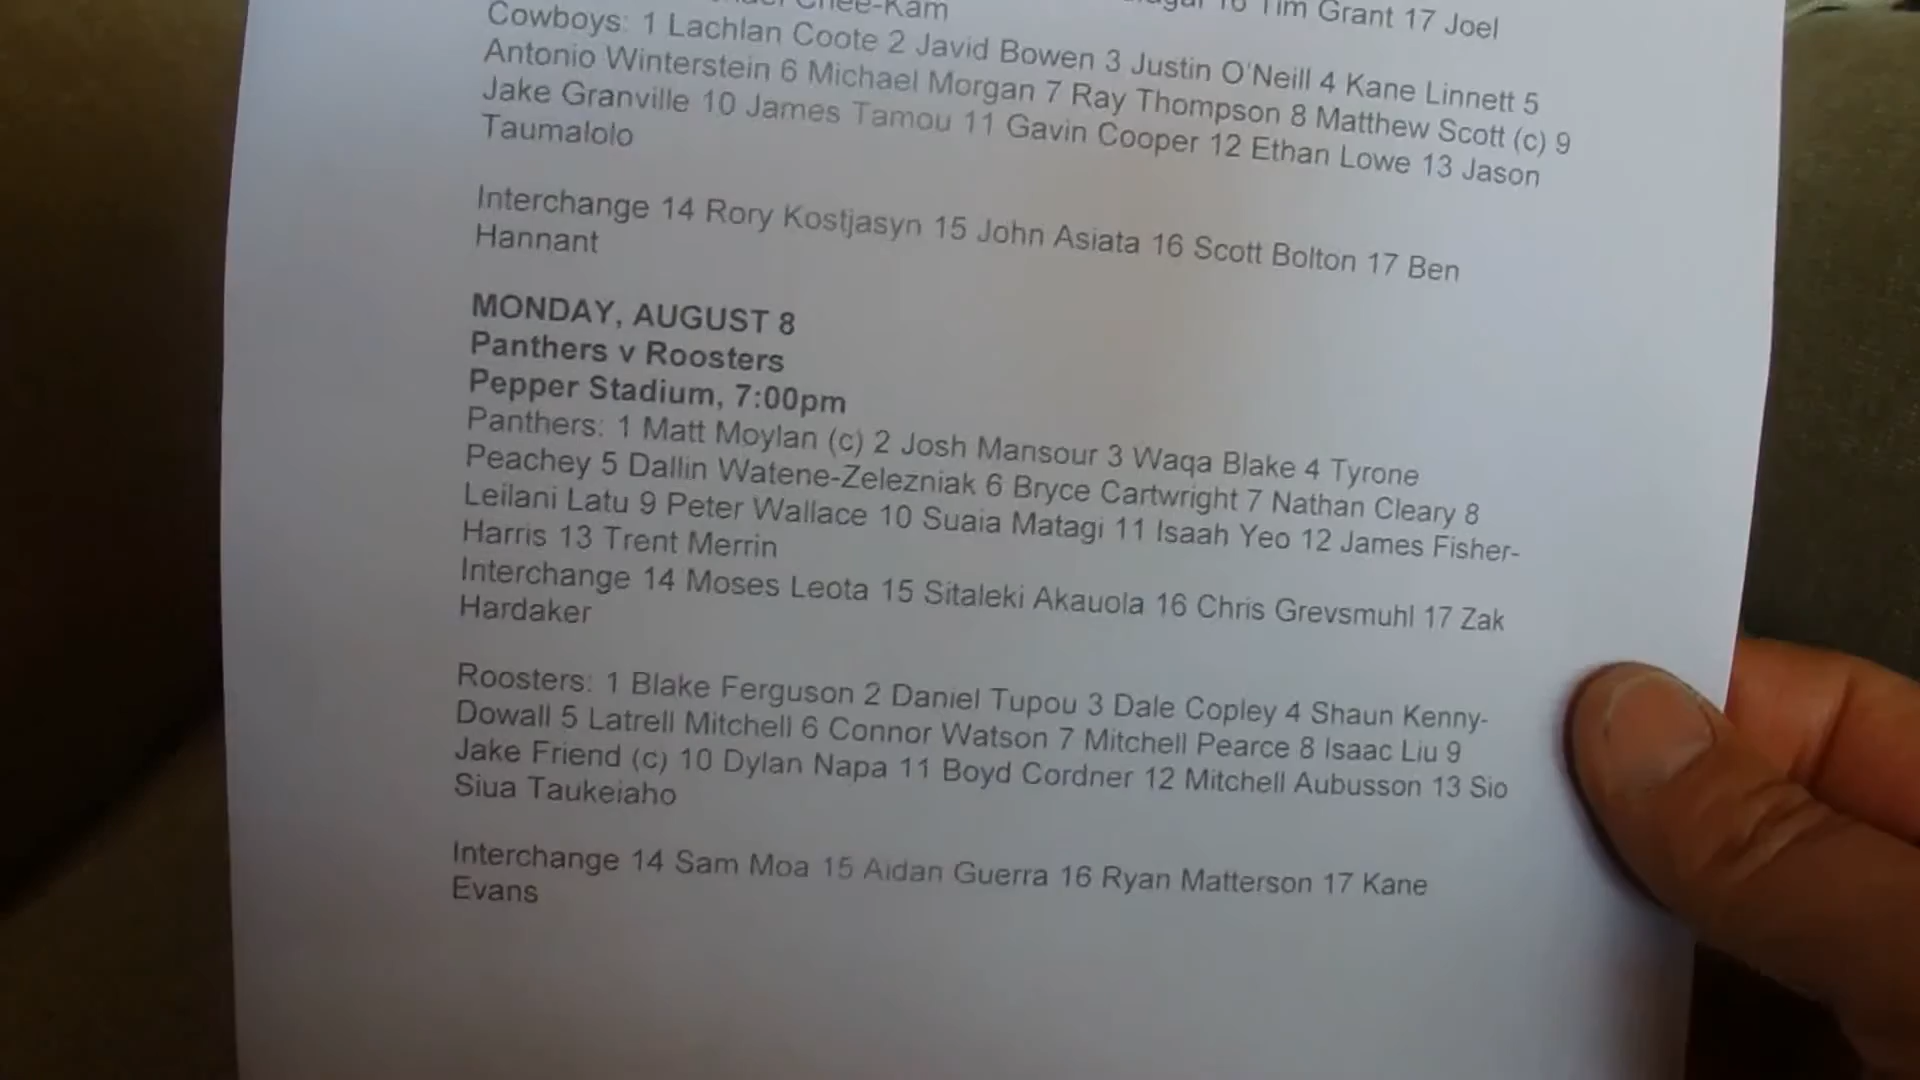 Chee-Kam
16 Tim Grant 17 Joel
Cowboys: 1 Lachlan Coote 2 Javid Bowen 3 Justin O'Neill 4 Kane Linnett 5
Antonio Winterstein 6 Michael Morgan 7 Ray Thompson 8 Matthew Scott (c) 9
Jake Granville 10 James Tamou 11 Gavin Cooper 12 Ethan Lowe 13 Jason
Taumalolo
Interchange 14 Rory Kostjasyn 15 John Asiata 16 Scott Bolton 17 Ben
Hannant
MONDAY, AUGUST 8
Panthers v Roosters
Pepper Stadium, 7:00pm
Panthers: 1 Matt Moylan (c) 2 Josh Mansour 3 Waqa Blake 4 Tyrone
Peachey 5 Dallin Watene-Zelezniak 6 Bryce Cartwright 7 Nathan Cleary 8
Leilani Latu 9 Peter Wallace 10 Suaia Matagi 11 Isaah Yeo 12 James Fisher-
Harris 13 Trent Merrin
Interchange 14 Moses Leota 15 Sitaleki Akauola 16 Chris Grevsmuhl 17 Zak
Hardaker
Roosters: 1 Blake Ferguson 2 Daniel Tupou 3 Dale Copley 4 Shaun Kenny-
Dowall 5 Latrell Mitchell 6 Connor Watson 7 Mitchell Pearce 8 Isaac Liu 9
Jake Friend (c) 10 Dylan Napa 11 Boyd Cordner 12 Mitchell Aubusson 13 Sio
Siua Taukeiaho
Interchange 14 Sam Moa 15 Aidan Guerra 16 Ryan Matterson 17 Kane
Evans